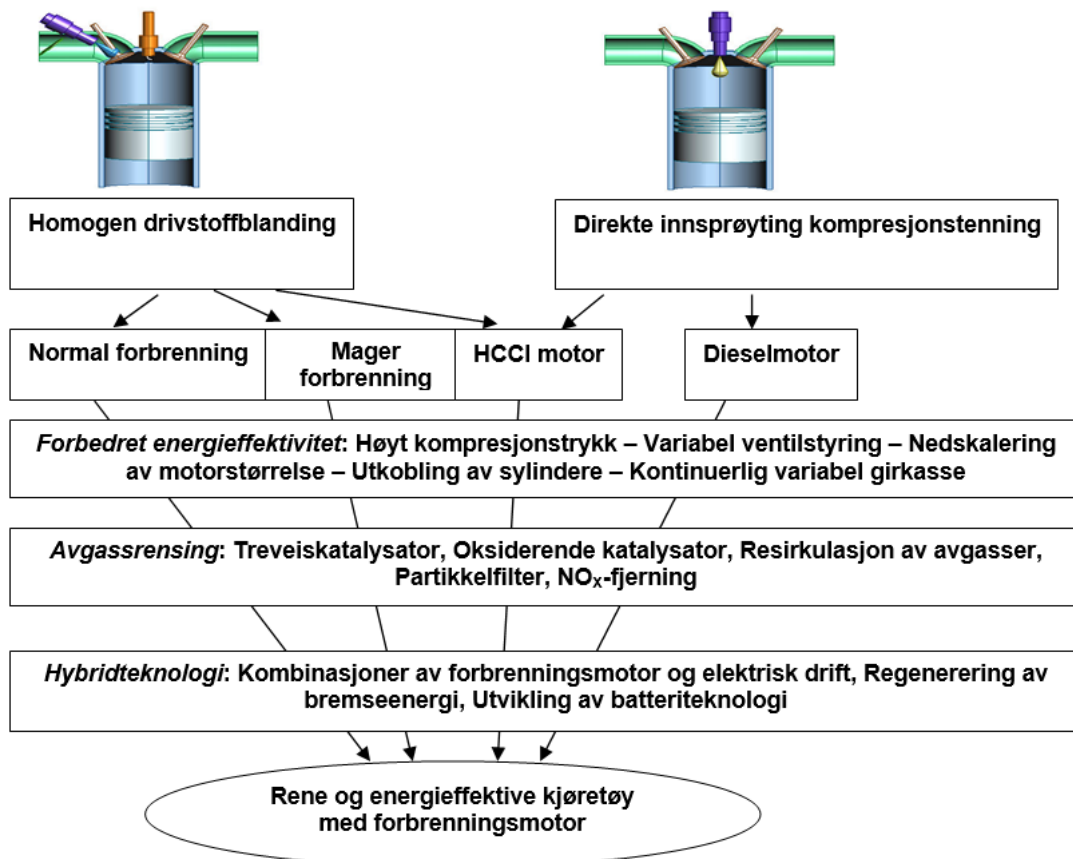 Homogen drivstoffblanding
Direkte innsprøyting kompresjonstenning
Normal forbrenning
Mager
forbrenning
HCCI motor
Dieselmotor
Forbedret energieffektivitet: Høyt kompresjonstrykk – Variabel ventilstyring – Nedskalering
av motorstørrelse – Utkobling av sylindere – Kontinuerlig variabel girkasse
Avgassrensing: Treveiskatalysator, Oksiderende katalysator, Resirkulasjon av avgasser,
Partikkelfilter, NOx-fjerning
Hybridteknologi: Kombinasjoner av forbrenningsmotor og elektrisk drift, Regenerering av
bremseenergi, Utvikling av batteriteknologi
Rene og energieffektive kjøretøy
med forbrenningsmotor